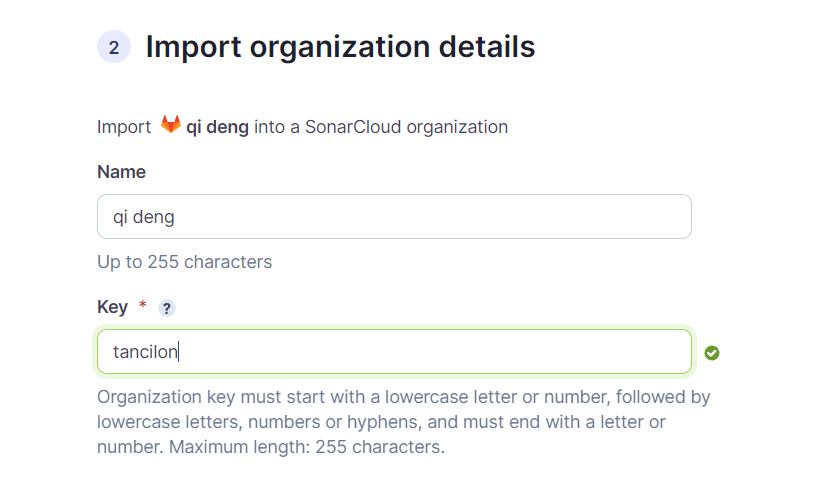 2 Import organization details
Import qi deng into a SonarCloud organization
Name
qi deng
Up to 255 characters
Key * ?
tancilon
Organization key must start with a lowercase letter or number, followed by
lowercase letters, numbers or hyphens, and must end with a letter or
number. Maximum length: 255 characters.